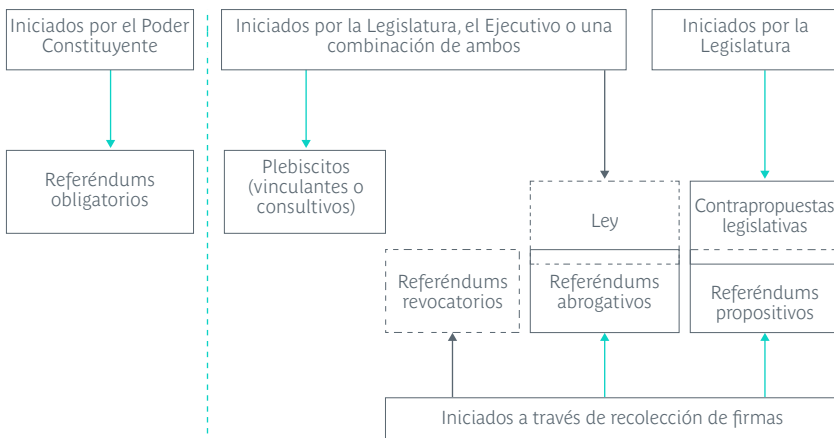 Iniciados por el Poder
Constituyente
Iniciados por la Legislatura, el Ejecutivo o una
combinación de ambos
Iniciados por la
Legislatura
Referéndums
obligatorios
Plebiscitos
(vinculantes o
consultivos)
Ley
Contrapropuestas
legislativas
Referéndums
revocatorios
Referéndums
abrogativos
Referéndums
propositivos
Iniciados a través de recolección de firmas